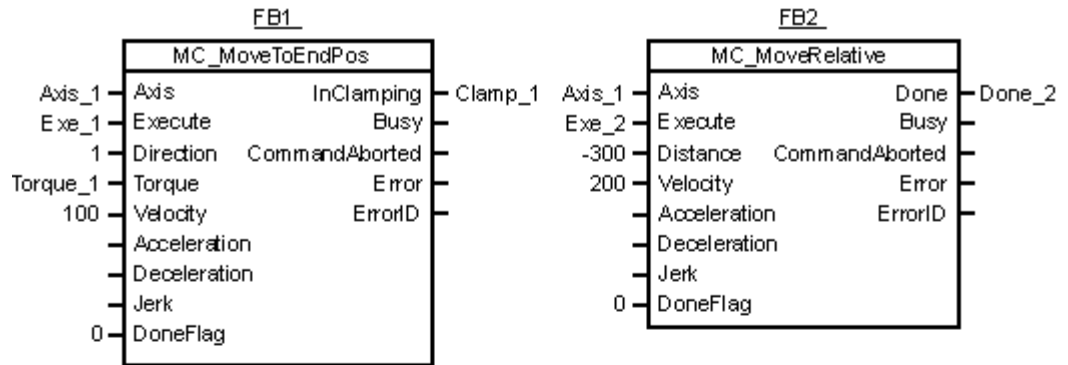 FB1
MC_MoveToEndPos
Axis_1 Axis InClamping Clamp_1
Exe_1 Execute Busy
1 Direction CommandAborted
Torque_1 Torque Error
100 Velocity ErrorID
Acceleration
Deceleration
Jerk
0 DoneFlag
FB2
MC_MoveRelative
Axis_1 Axis Done Done_2
Exe_2 Execute Busy
-300 Distance CommandAborted
200 Velocity Error
Acceleration ErrorID
Deceleration
Jerk
0 DoneFlag